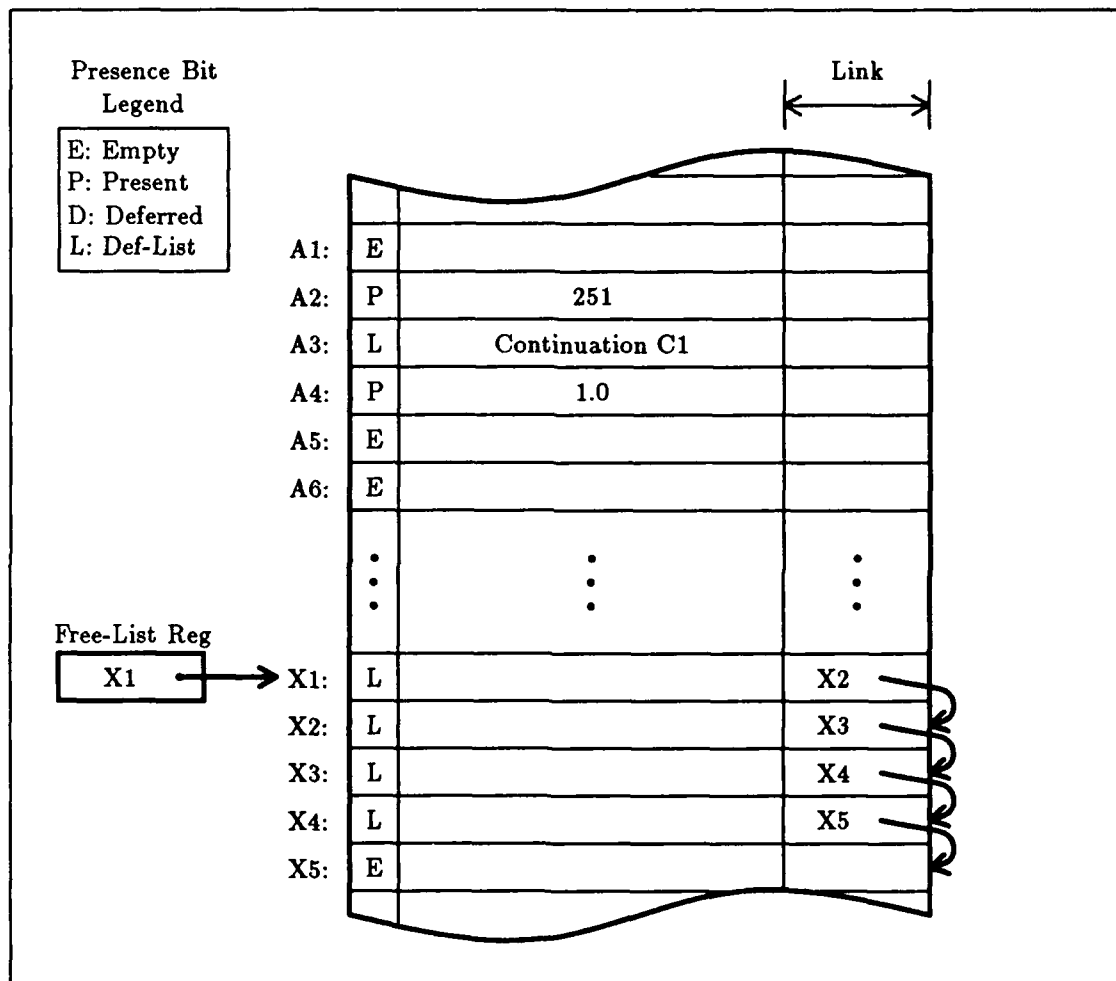 Presence Bit
Legend
E: Empty
P: Present
D: Deferred
L: Def-List
Link
A1: E
A2: P 251
A3: L Continuation C1
A4: P 1.0
A5: E
A6: E
Free-List Reg
X1
X1: L X2
X2: L X3
X3: L X4
X4: L X5
X5: E